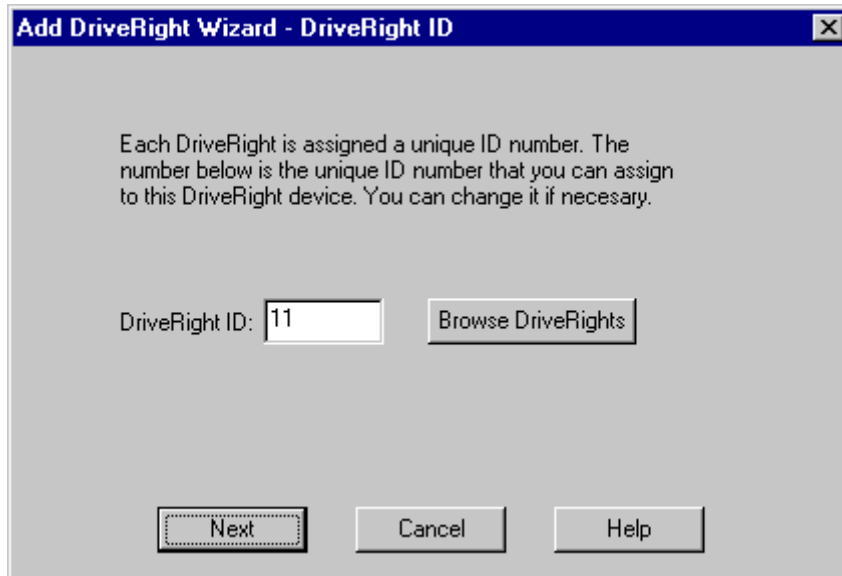 Add DriveRight Wizard - DriveRight ID
Each DriveRight is assigned a unique ID number. The
number below is the unique ID number that you can assign
to this DriveRight device. You can change it if necesary.
DriveRight ID: 11 Browse DriveRights
Next Cancel Help